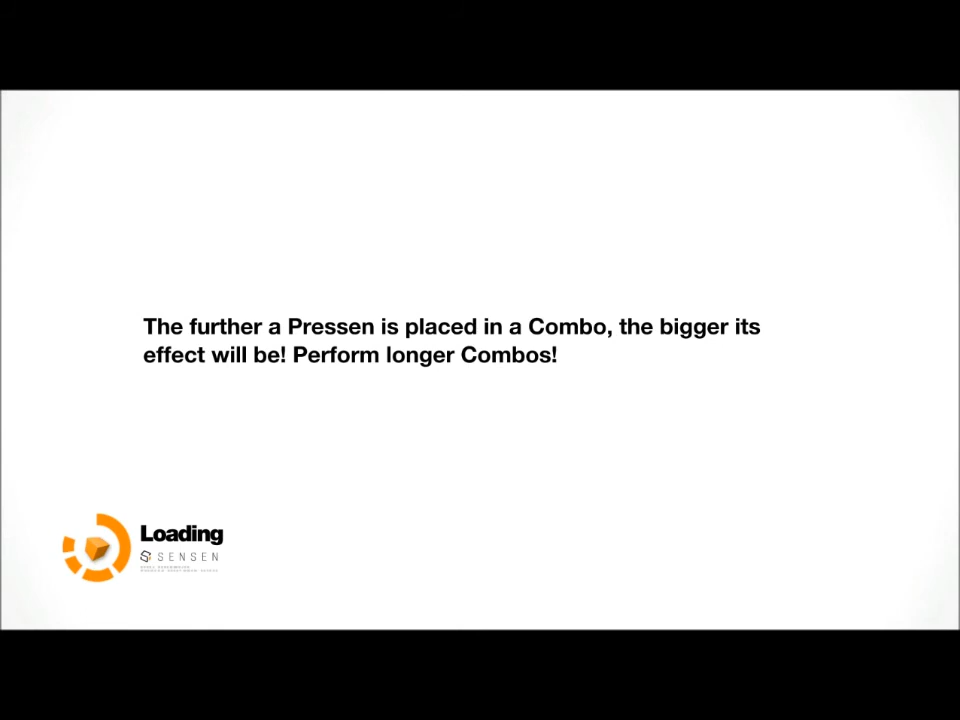 The further a Pressen is placed in a Combo, the bigger its
effect will be! Perform longer Combos!
Loading
SENSEN